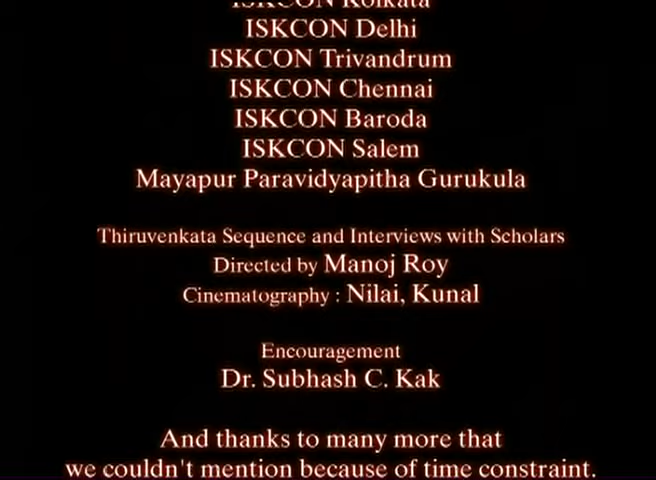 ISKCON Kolkata
ISKCON Delhi
ISKCON Trivandrum
ISKCON Chennai
ISKCON Baroda
ISKCON Salem
Mayapur Paravidyapitha Gurukula
Thiruvenkata Sequence and Interviews with Scholars
Directed by Manoj Roy
Cinematography : Nilai, Kunal
Encouragement
Dr. Subhash C. Kak
And thanks to many more that
we couldn't mention because of time constraint.